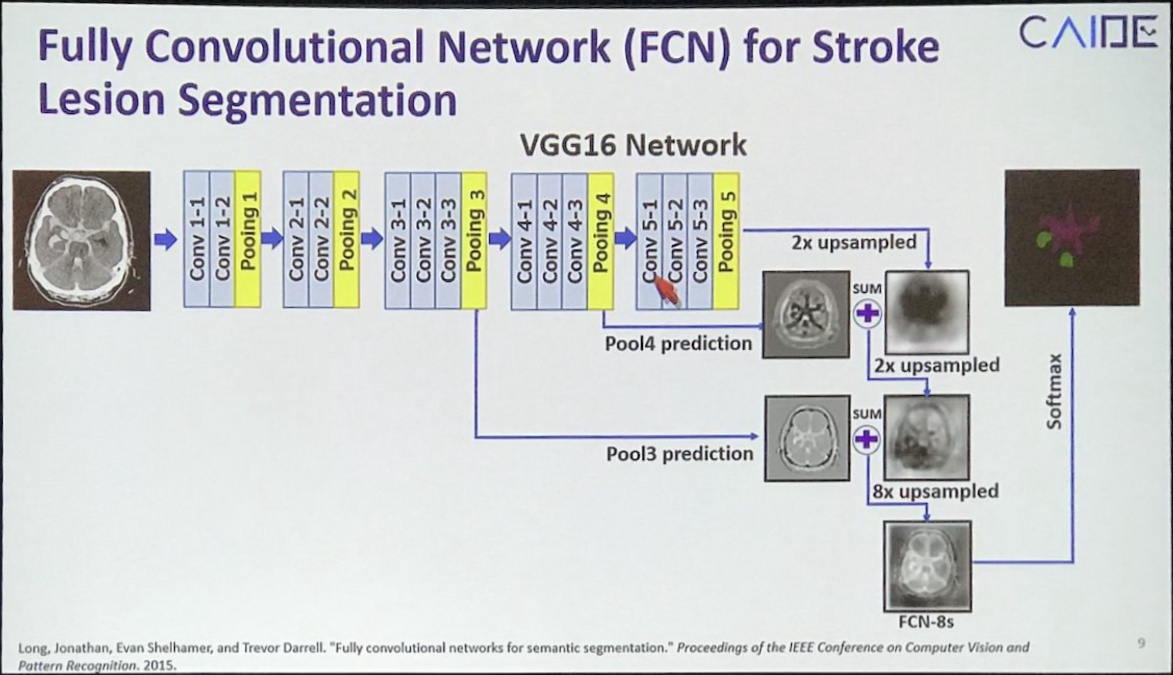 Fully Convolutional Network (FCN) for Stroke
Lesion Segmentation
CAIDE
VGG16 Network
Conv 1-1
Conv 1-2
Pooing 1
Conv 2-1
Conv 2-2
Pooing 2
Conv 3-1
Conv 3-2
Conv 3-3
Pooing 3
Conv 4-1
Conv 4-2
Conv 4-3
Pooing 4
Conv 5-1
Conv 5-2
Conv 5-3
Pooing 5
2x upsampled
SUM
Pool4 prediction
2x upsampled
SUM
Pool3 prediction
8x upsampled
Softmax
FCN-8s
Long, Jonathan, Evan Shelhamer, and Trevor Darrell. "Fully convolutional networks for semantic segmentation." Proceedings of the IEEE Conference on Computer Vision and
Pattern Recognition. 2015.
9